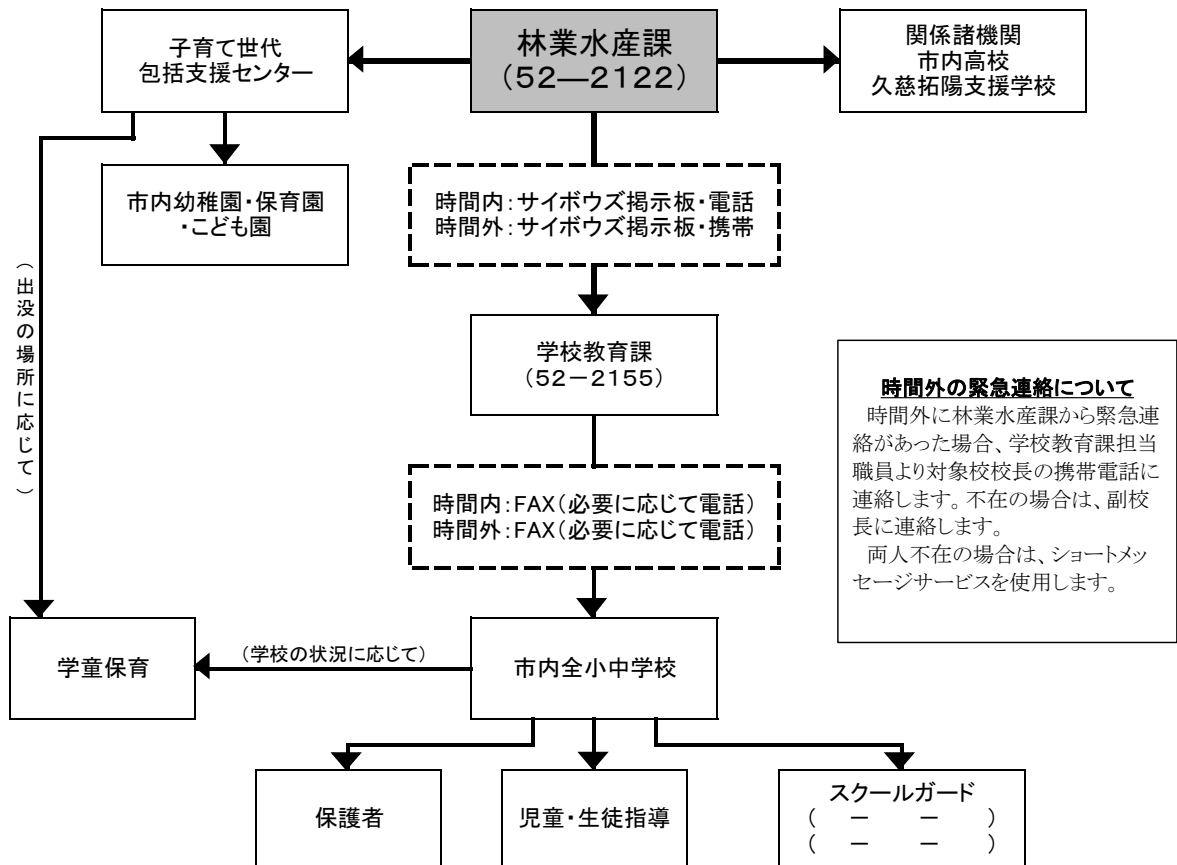 子育て世代
包括支援センター
林業水産課
(52―2122)
関係諸機関
市内高校
久慈拓陽支援学校
市内幼稚園・保育園
・こども園
時間内:サイボウズ掲示板・電話
時間外:サイボウズ掲示板・携帯
(出没の場所に応じて)
学校教育課
(52-2155)
時間外の緊急連絡について
時間外に林業水産課から緊急連
絡があった場合、学校教育課担当
職員より対象校校長の携帯電話に
連絡します。不在の場合は、副校
長に連絡します。
両人不在の場合は、ショートメッ
セージサービスを使用します。
時間内:FAX(必要に応じて電話)
時間外:FAX(必要に応じて電話)
学童保育
(学校の状況に応じて)
市内全小中学校
保護者
児童・生徒指導
スクールガード
( - - )
( - - )